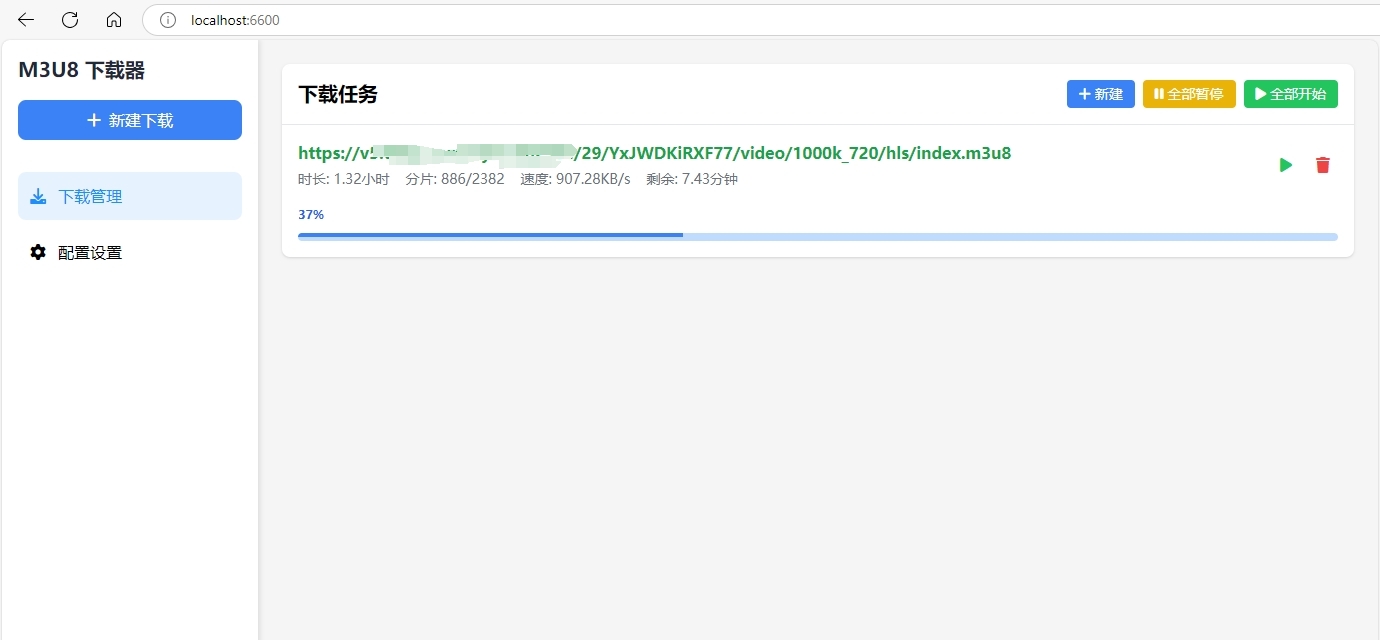 localhost:6600
M3U8 下载器
新建下载
下载管理
配置设置
下载任务
新建
全部暂停
全部开始
https://v /29/YxJWDKiRXF77/video/1000k_720/hls/index.m3u8
时长: 1.32小时 分片: 886/2382 速度: 907.28KB/s 剩余: 7.43分钟
37%